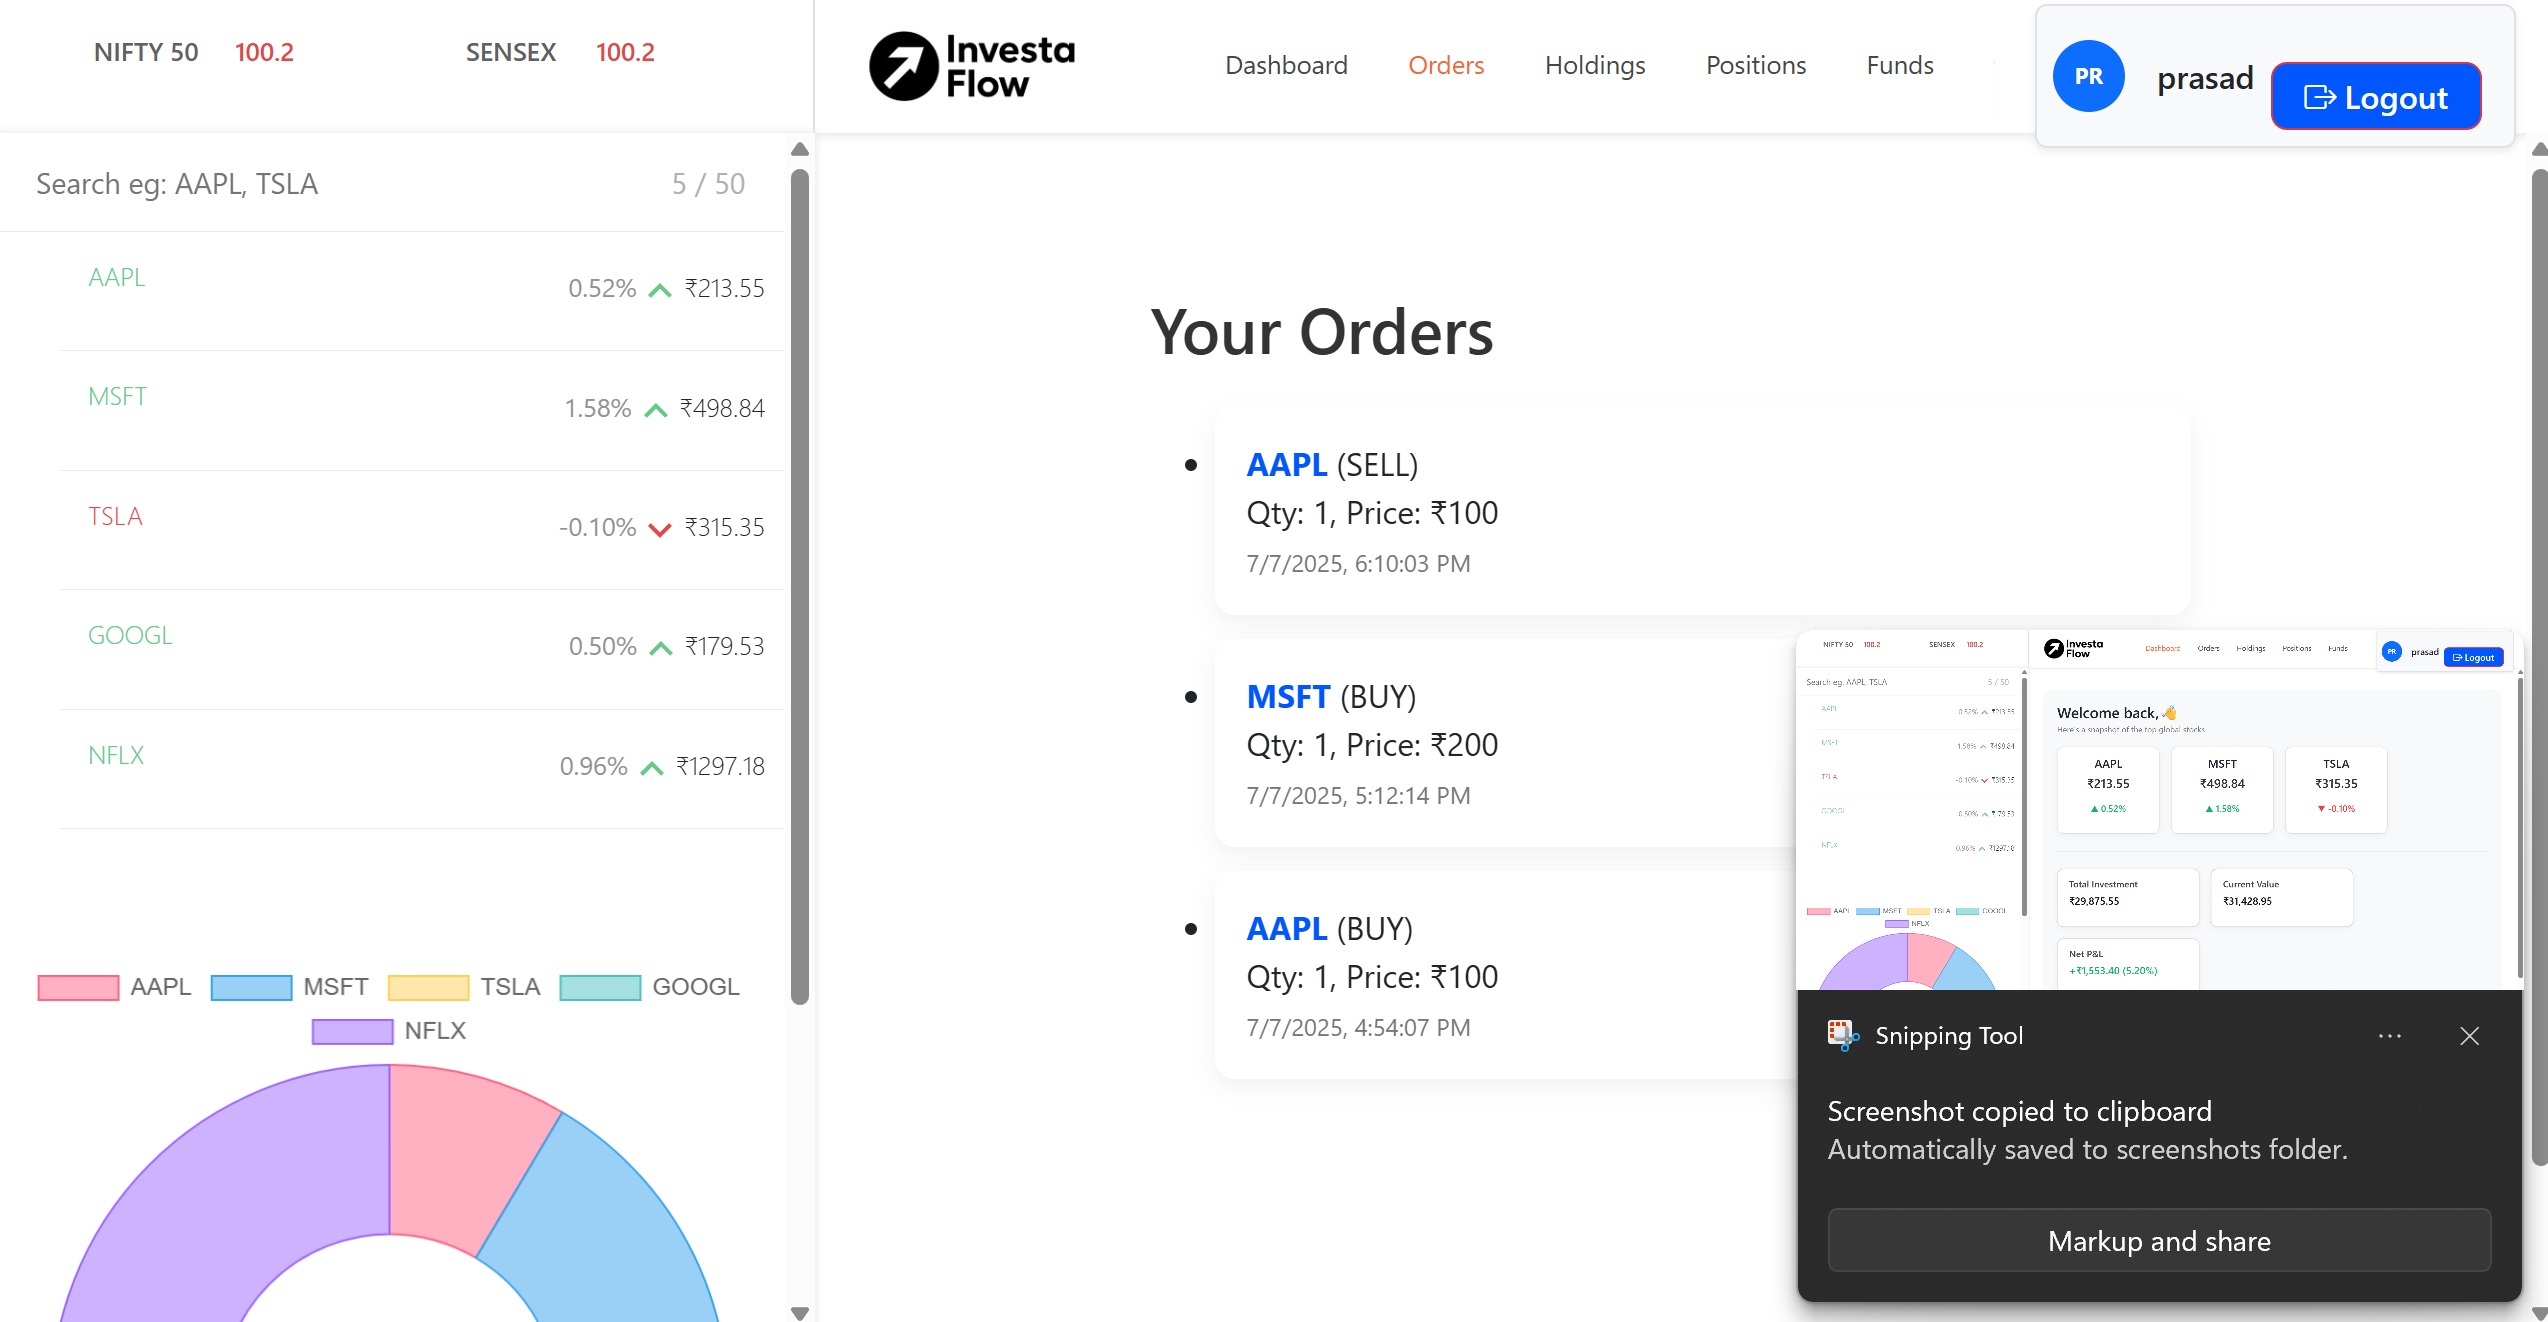 NIFTY 50 100.2 SENSEX 100.2
Investa
Flow
Dashboard Orders Holdings Positions Funds
PR prasad Logout
Search eg: AAPL, TSLA 5 / 50
AAPL 0.52% ₹213.55
MSFT 1.58% ₹498.84
TSLA -0.10% ₹315.35
GOOGL 0.50% ₹179.53
NFLX 0.96% ₹1297.18
AAPL MSFT TSLA GOOGL
NFLX
Your Orders
AAPL (SELL)
Qty: 1, Price: ₹100
7/7/2025, 6:10:03 PM
MSFT (BUY)
Qty: 1, Price: ₹200
7/7/2025, 5:12:14 PM
AAPL (BUY)
Qty: 1, Price: ₹100
7/7/2025, 4:54:07 PM
NIFTY 50 100.2 SENSEX 100.2
Investa
Flow
Dashboard Orders Holdings Positions Funds
PR prasad Logout
Search eg: AAPL, TSLA 5 / 50
AAPL 0.52% ₹213.55
MSFT 1.58% ₹498.84
TSLA -0.10% ₹315.35
GOOGL 0.50% ₹179.53
NFLX 0.96% ₹1297.18
AAPL MSFT TSLA GOOGL
NFLX
Welcome back,👋
Here's a snapshot of the top global stocks
AAPL MSFT TSLA
₹213.55 ₹498.84 ₹315.35
▲ 0.52% ▲ 1.58% ▼ -0.10%
Total Investment Current Value
₹29,875.55 ₹31,428.95
Net P&L
+₹1,553.40 (5.20%)
Snipping Tool
Screenshot copied to clipboard
Automatically saved to screenshots folder.
Markup and share